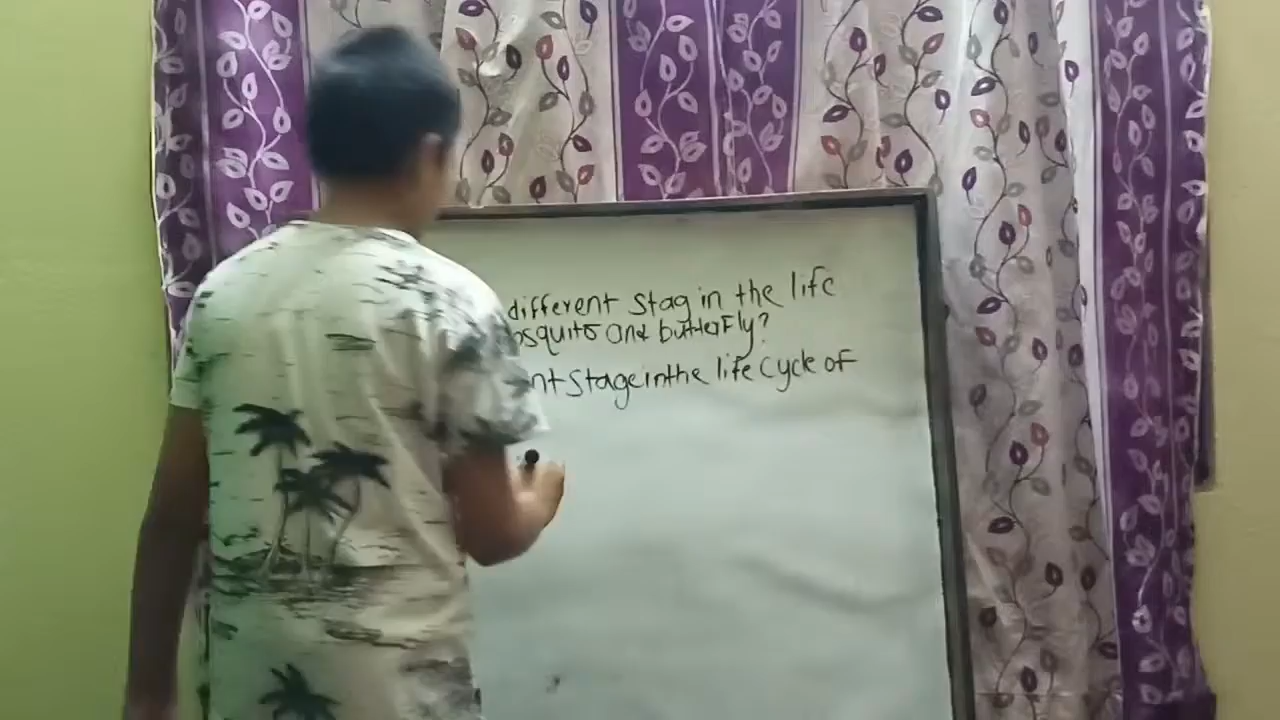 different Stag in the life
osquito and butterFly?
nt Stage in the life Cycle of